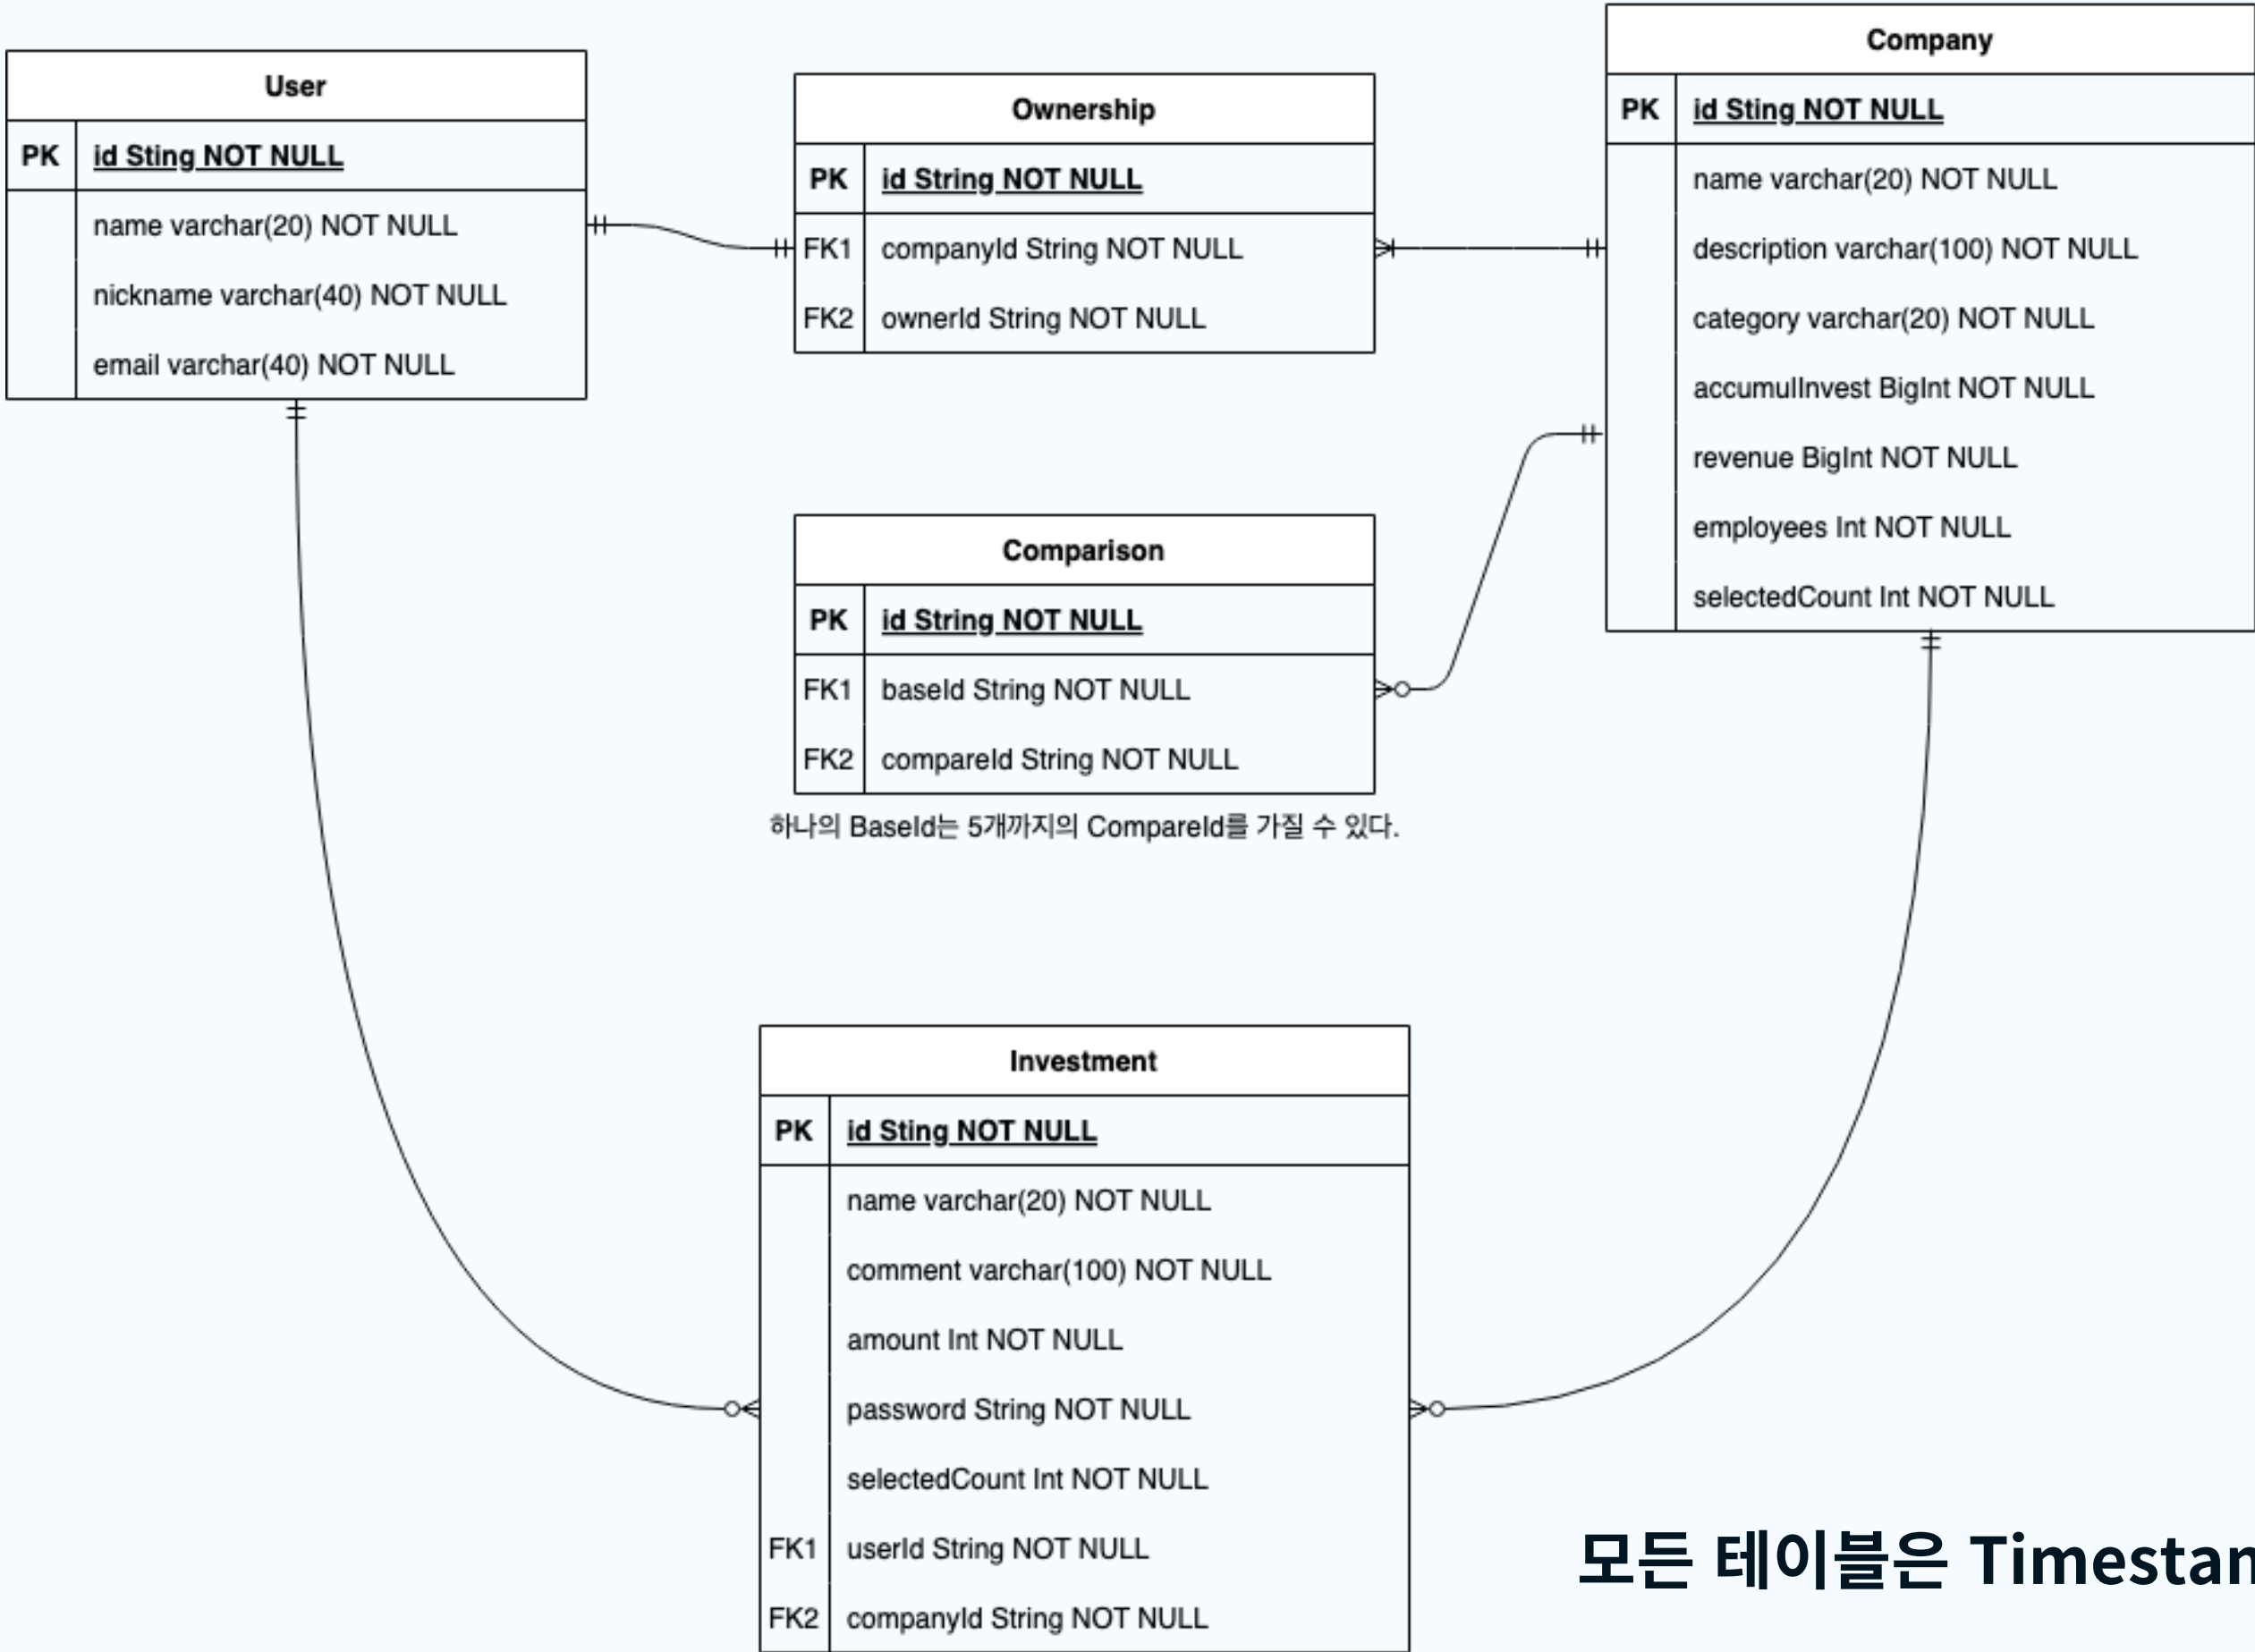 User
PK id Sting NOT NULL
name varchar(20) NOT NULL
nickname varchar(40) NOT NULL
email varchar(40) NOT NULL
Ownership
PK id String NOT NULL
FK1 companyId String NOT NULL
FK2 ownerId String NOT NULL
Company
PK id Sting NOT NULL
name varchar(20) NOT NULL
description varchar(100) NOT NULL
category varchar(20) NOT NULL
accumulInvest BigInt NOT NULL
revenue BigInt NOT NULL
employees Int NOT NULL
selectedCount Int NOT NULL
Comparison
PK id String NOT NULL
FK1 baseId String NOT NULL
FK2 compareId String NOT NULL
하나의 BaseId는 5개까지의 CompareId를 가질 수 있다.
Investment
PK id Sting NOT NULL
name varchar(20) NOT NULL
comment varchar(100) NOT NULL
amount Int NOT NULL
password String NOT NULL
selectedCount Int NOT NULL
FK1 userId String NOT NULL
FK2 companyId String NOT NULL
모든 테이블은